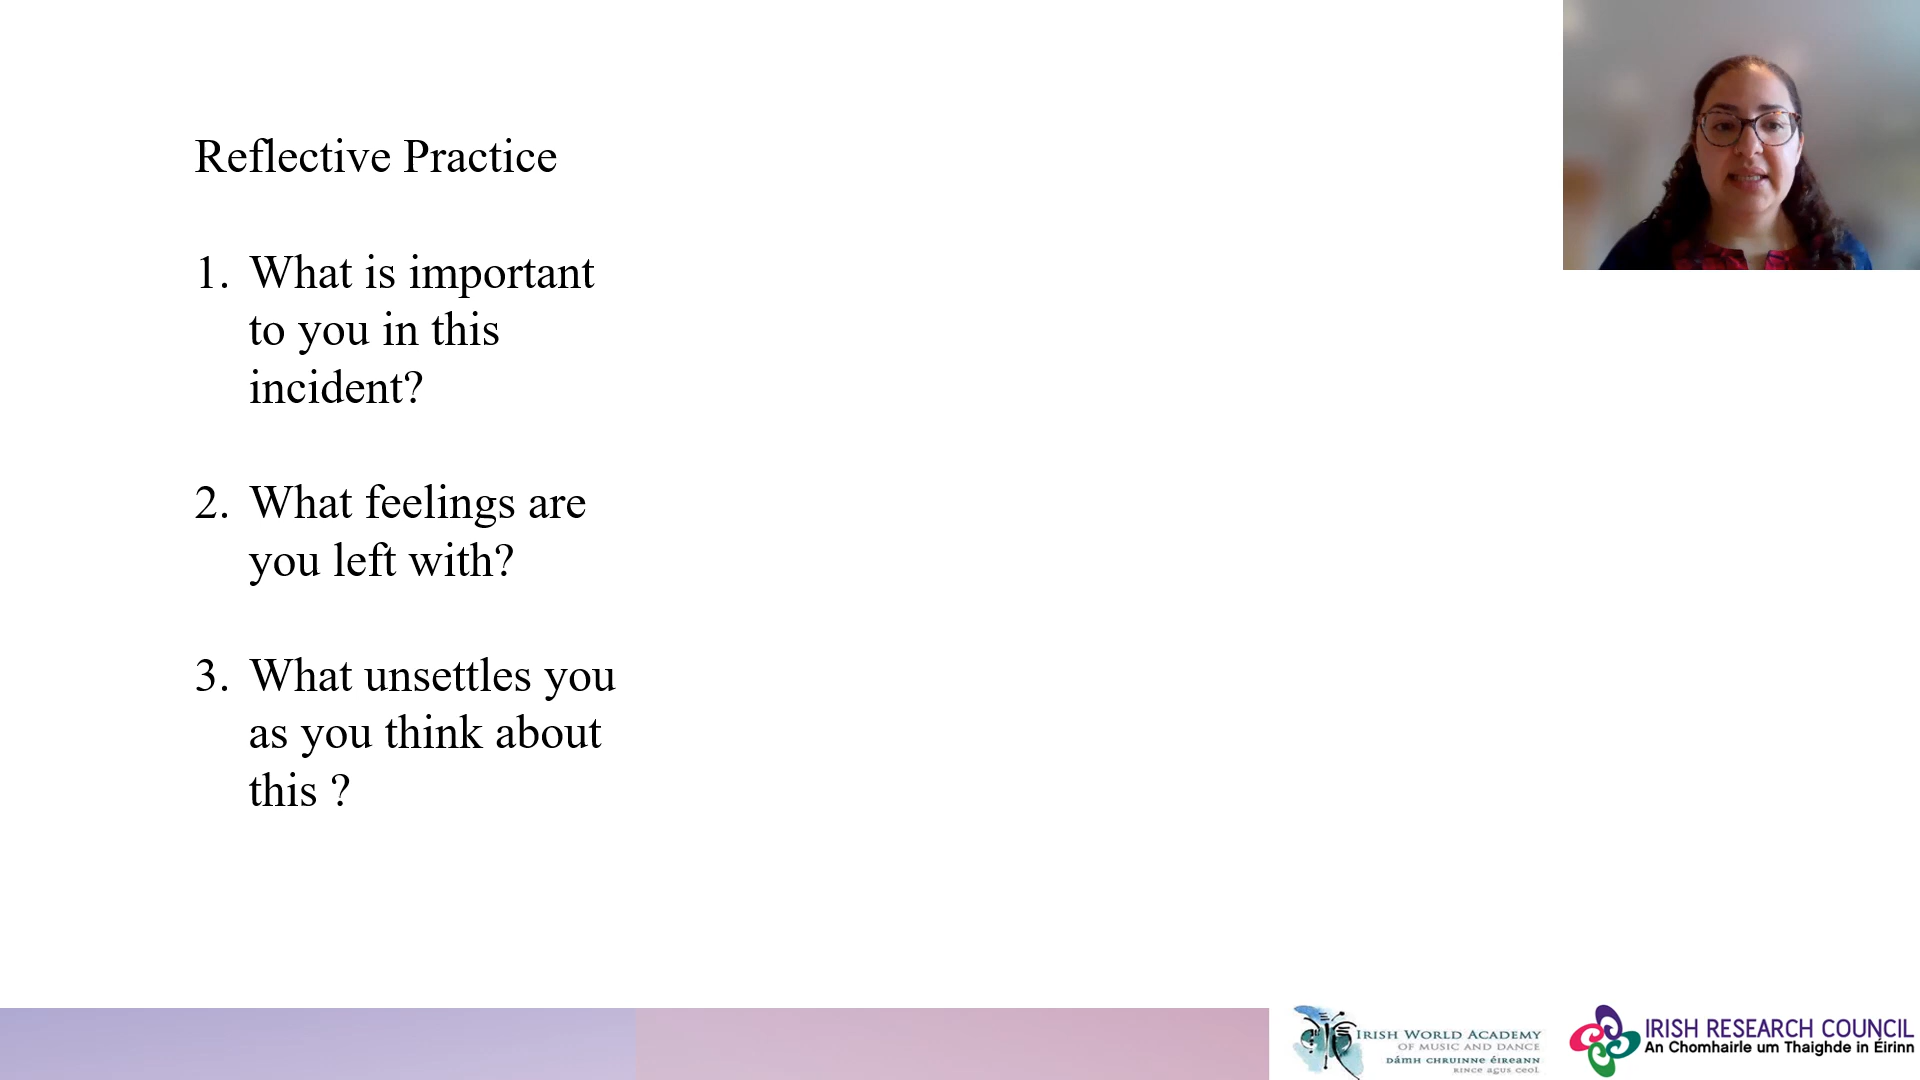 Reflective Practice
1. What is important
to you in this
incident?
2. What feelings are
you left with?
3. What unsettles you
as you think about
this ?
IRISH WORLD ACADEMY
OF MUSIC AND DANCE
DÁMH CHRUINNE ÉIREANN
RINCE AGUS CEOL
IRISH RESEARCH COUNCIL
An Chomhairle um Thaighde in Éirinn